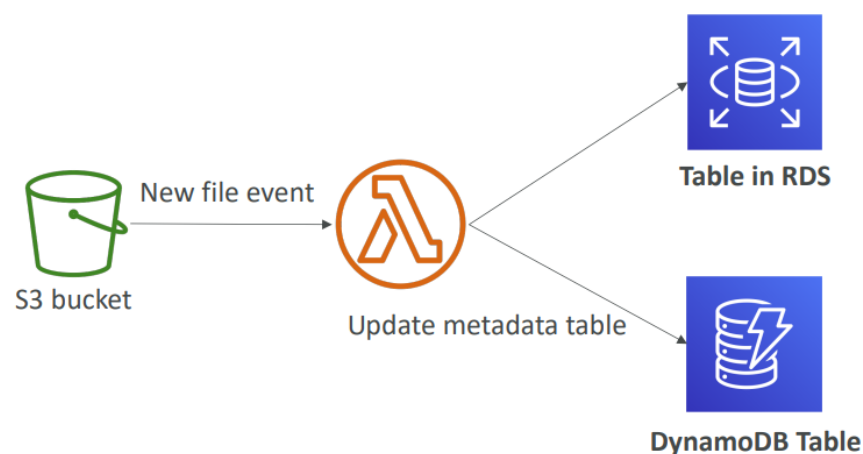 New file event
S3 bucket
Update metadata table
Table in RDS
DynamoDB Table